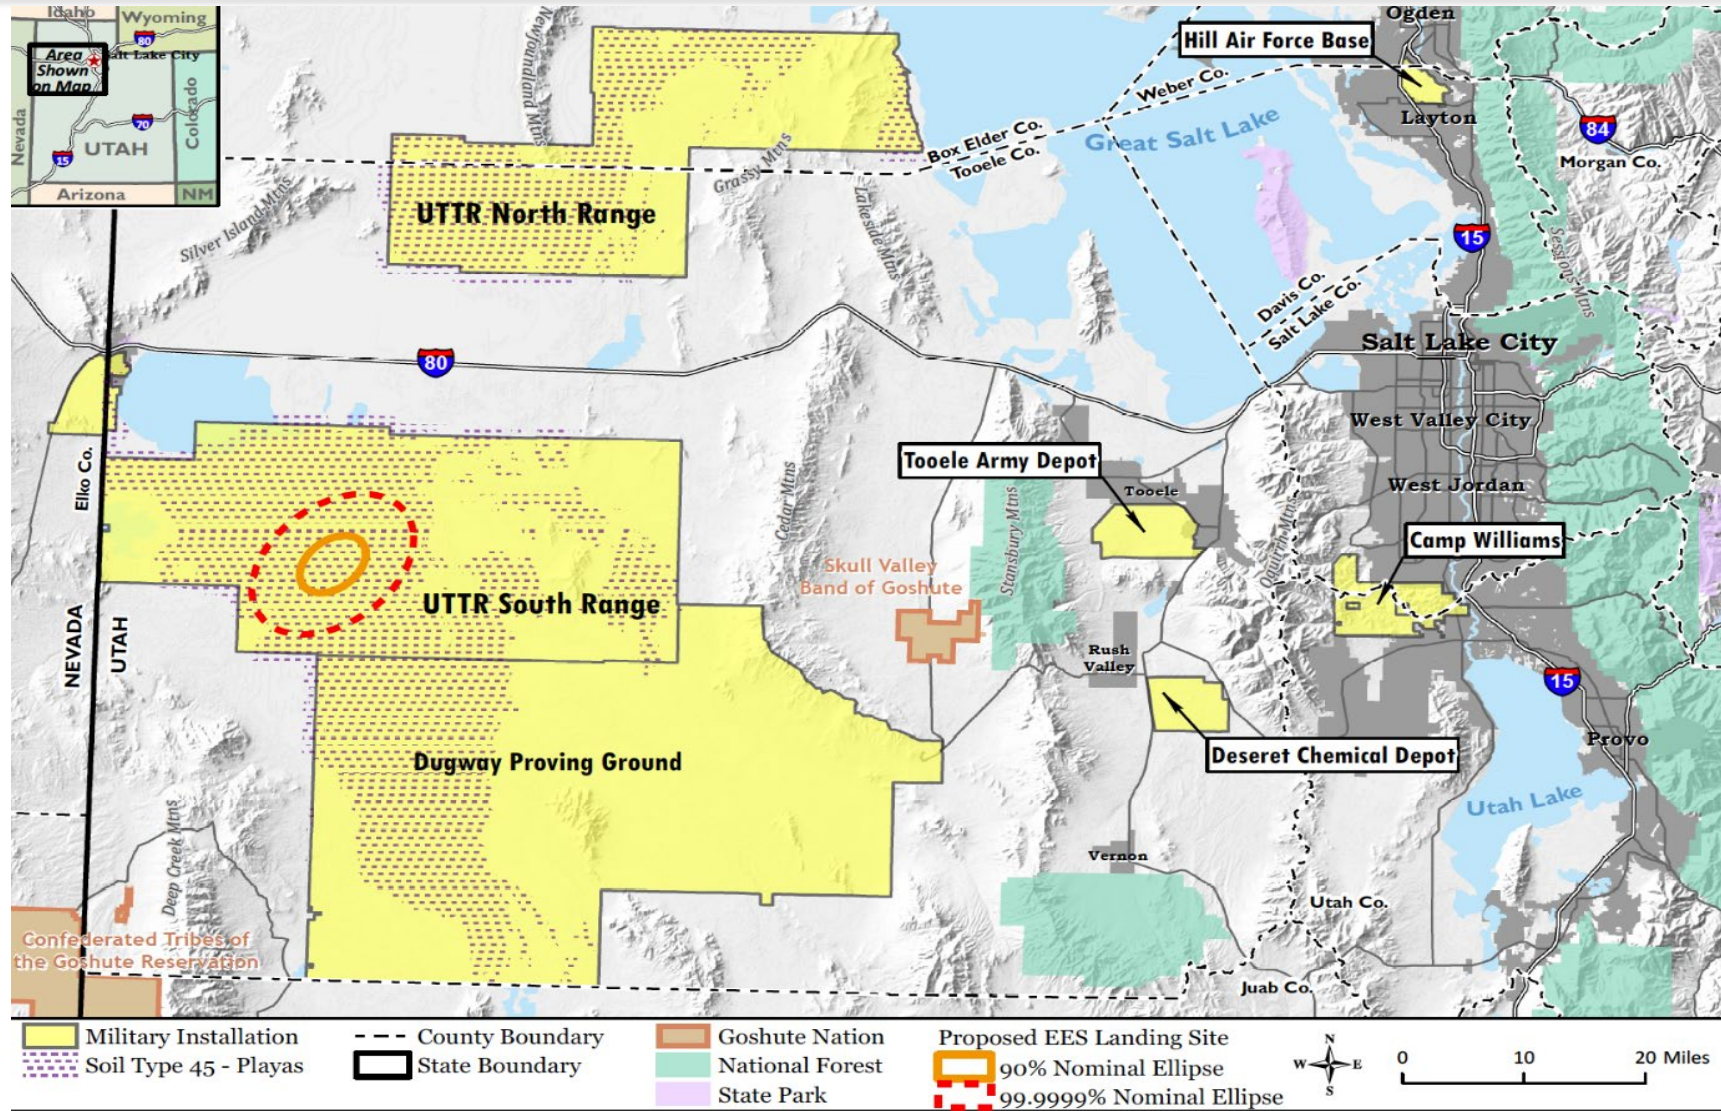 Idaho
Wyoming
80
Area
Shown
on Map
Salt Lake City
Nevada
Colorado
70
15
UTAH
Arizona
NM
Newfoundland Mtns
Ogden
Hill Air Force Base
Weber Co.
Great Salt Lake
Layton
84
Morgan Co.
Box Elder Co.
Tooele Co.
Grassy Mtns
Lakeside Mtns
UTTR North Range
Silver Island Mtns
15
Sessions Mtns
Davis Co.
Salt Lake Co.
Salt Lake City
80
West Valley City
Elko Co.
Cedar Mtns
Tooele Army Depot
Tooele
Stansbury Mtns
Oquirrh Mtns
West Jordan
Camp Williams
Skull Valley
Band of Goshute
UTTR South Range
NEVADA
UTAH
Rush
Valley
15
Provo
Deseret Chemical Depot
Dugway Proving Ground
Utah Lake
Deep Creek Mtns
Vernon
Utah Co.
Confederated Tribes of
the Goshute Reservation
Juab Co.
Military Installation
Soil Type 45 - Playas
County Boundary
State Boundary
Goshute Nation
National Forest
State Park
Proposed EES Landing Site
90% Nominal Ellipse
99.9999% Nominal Ellipse
N
W E
S
0 10 20 Miles